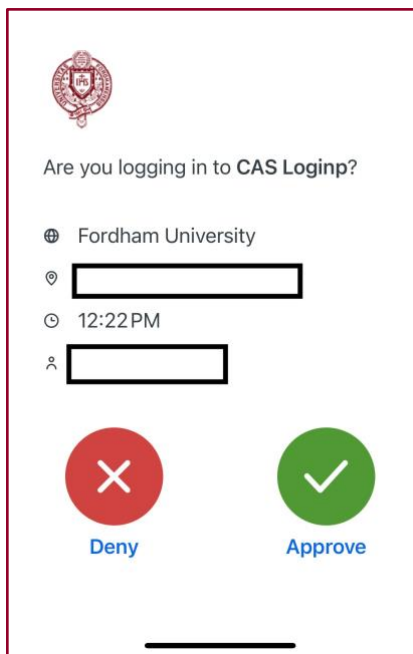 Are you logging in to CAS Loginp?
Fordham University
12:22 PM
Deny
Approve